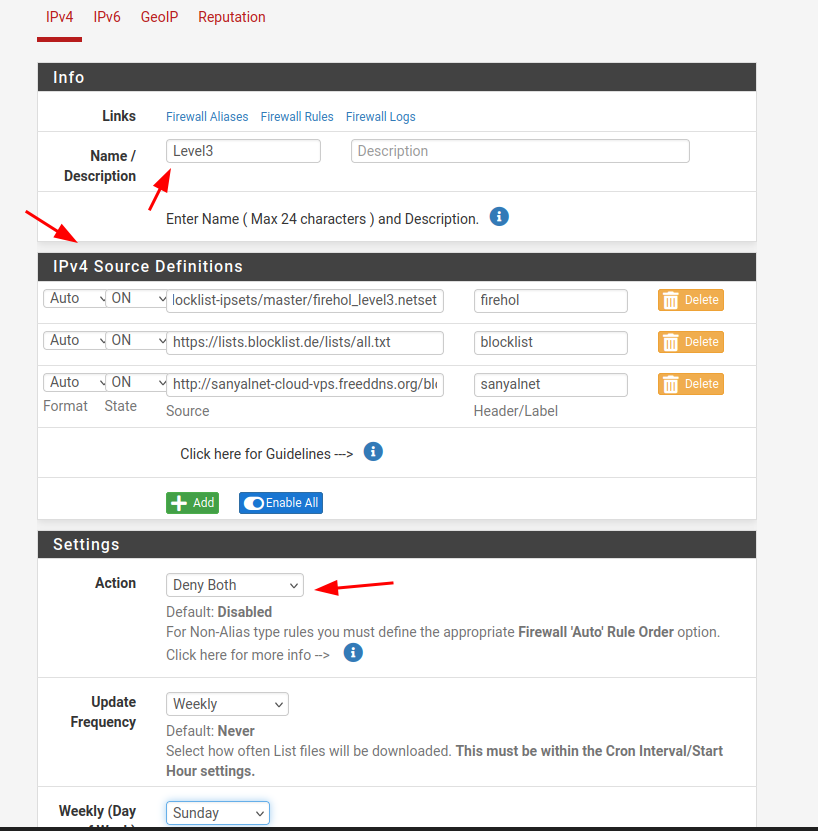 IPv4 IPv6 GeoIP Reputation
Info
Links Firewall Aliases Firewall Rules Firewall Logs
Name / Level3 Description
Description
Enter Name ( Max 24 characters ) and Description.
IPv4 Source Definitions
Auto ON locklist-ipsets/master/firehol_level3.netset firehol Delete
Auto ON https://lists.blocklist.de/lists/all.txt blocklist Delete
Auto ON http://sanyalnet-cloud-vps.freeddns.org/blo sanyalnet Delete
Format State Source Header/Label
Click here for Guidelines --->
Add Enable All
Settings
Action Deny Both
Default: Disabled
For Non-Alias type rules you must define the appropriate Firewall 'Auto' Rule Order option.
Click here for more info -->
Update Weekly
Frequency
Default: Never
Select how often List files will be downloaded. This must be within the Cron Interval/Start
Hour settings.
Weekly (Day Sunday